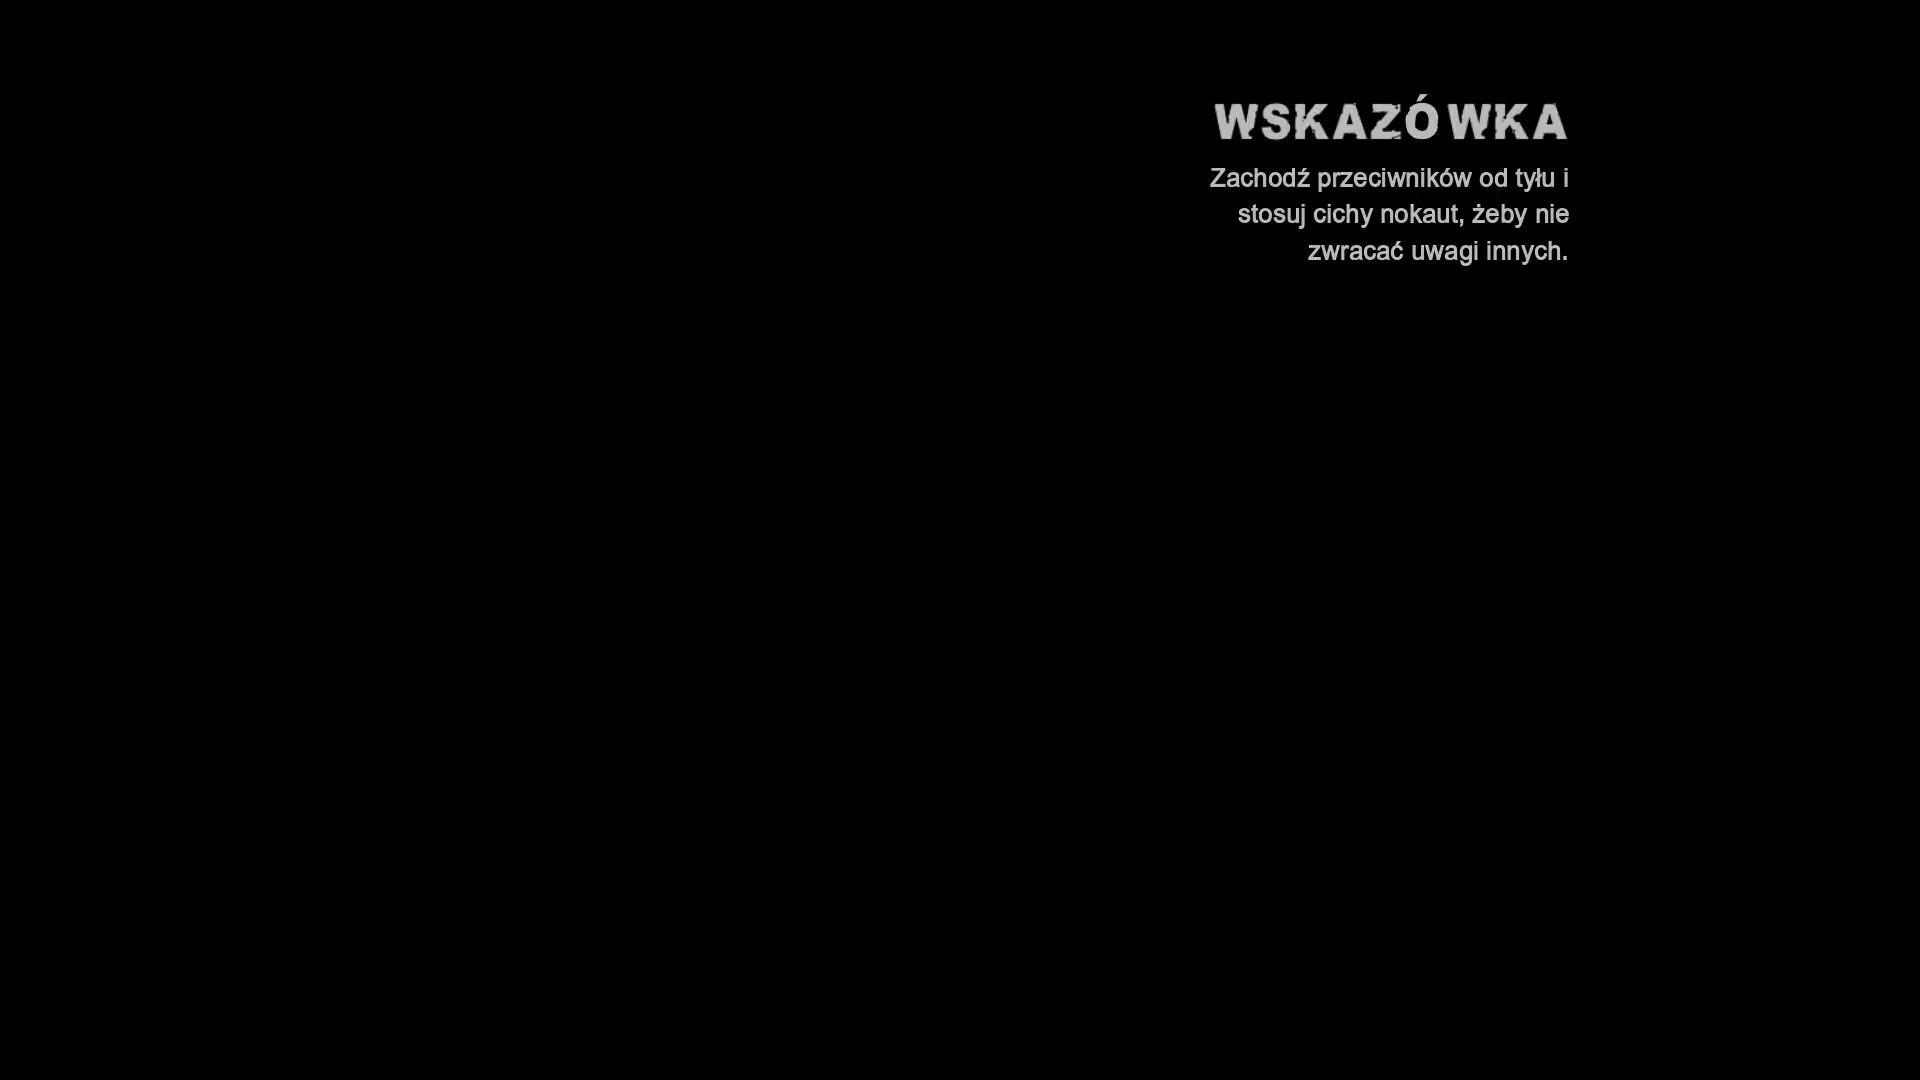 WSKAZÓWKA
Zachodź przeciwników od tyłu i
stosuj cichy nokaut, żeby nie
zwracać uwagi innych.